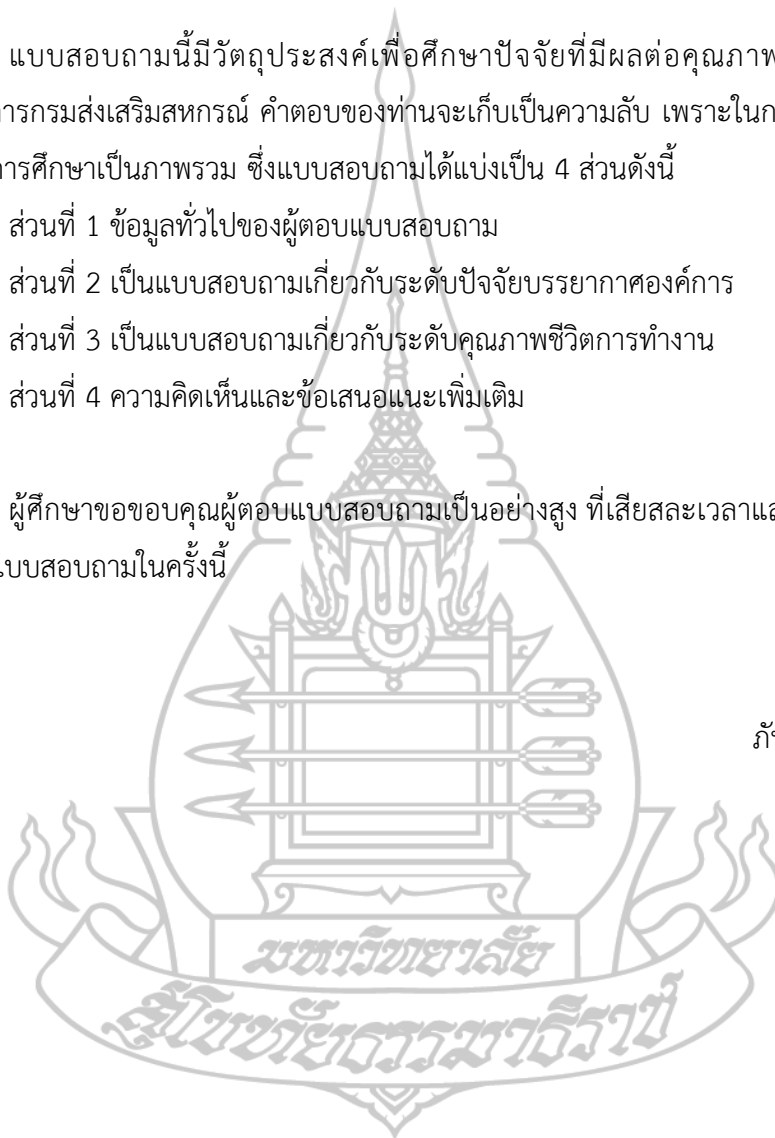 แบบสอบถามนี้มีวัตถุประสงค์เพื่อศึกษาปัจจัยที่มีผลต่อคุณภาพ
การกรมส่งเสริมสหกรณ์ คำตอบของท่านจะเก็บเป็นความลับ เพราะในก
การศึกษาเป็นภาพรวม ซึ่งแบบสอบถามได้แบ่งเป็น 4 ส่วนดังนี้
ส่วนที่ 1 ข้อมูลทั่วไปของผู้ตอบแบบสอบถาม
ส่วนที่ 2 เป็นแบบสอบถามเกี่ยวกับระดับปัจจัยบรรยากาศองค์การ
ส่วนที่ 3 เป็นแบบสอบถามเกี่ยวกับระดับคุณภาพชีวิตการทำงาน
ส่วนที่ 4 ความคิดเห็นและข้อเสนอแนะเพิ่มเติม
ผู้ศึกษาขอขอบคุณผู้ตอบแบบสอบถามเป็นอย่างสูง ที่เสียสละเวลาแล
แบบสอบถามในครั้งนี้
มหาวิทยาลัย
สุโขทัยธรรมาธิราช